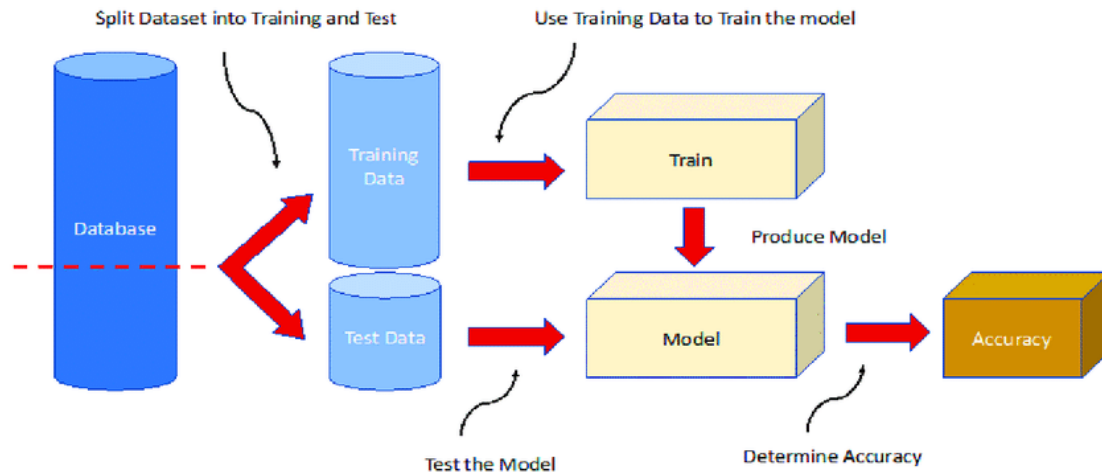 Split Dataset into Training and Test
Use Training Data to Train the model
Training
Data
Train
Database
Produce Model
Test Data
Model
Accuracy
Test the Model
Determine Accuracy